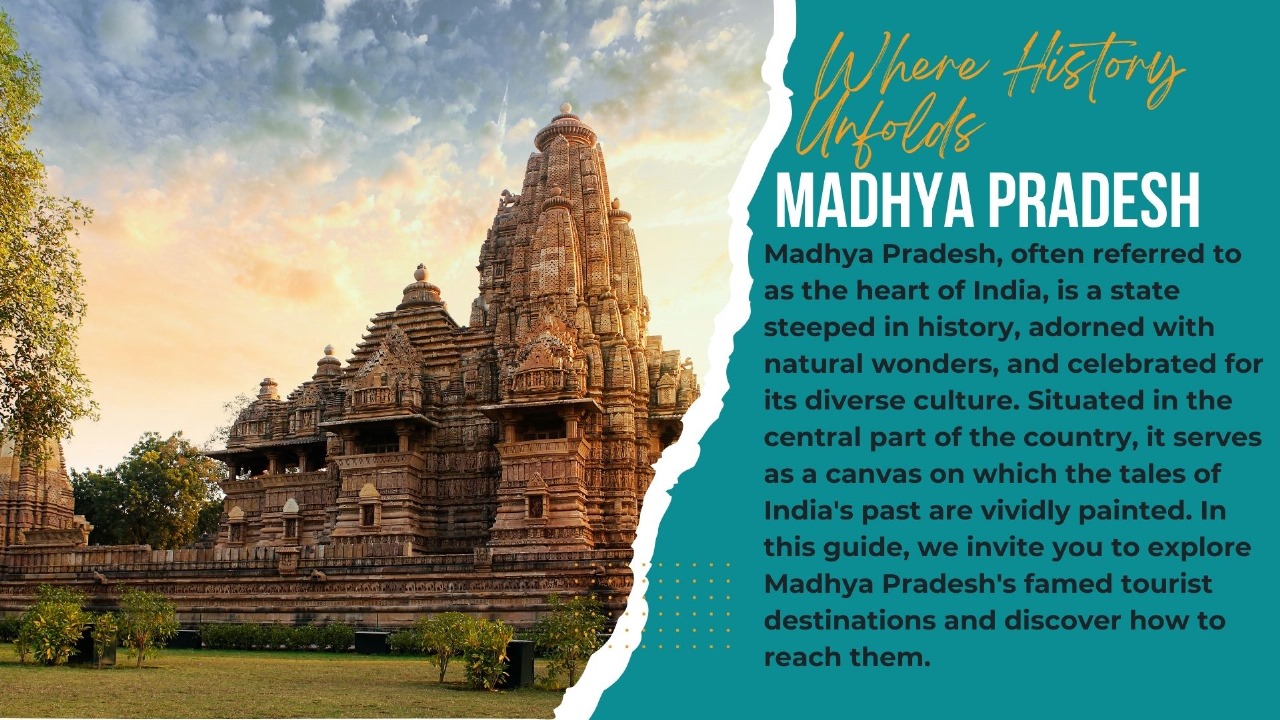 Where History
Unfolds
MADHYA PRADESH
Madhya Pradesh, often referred to
as the heart of India, is a state
steeped in history, adorned with
natural wonders, and celebrated for
its diverse culture. Situated in the
central part of the country, it serves
as a canvas on which the tales of
India's past are vividly painted. In
this guide, we invite you to explore
Madhya Pradesh's famed tourist
destinations and discover how to
reach them.